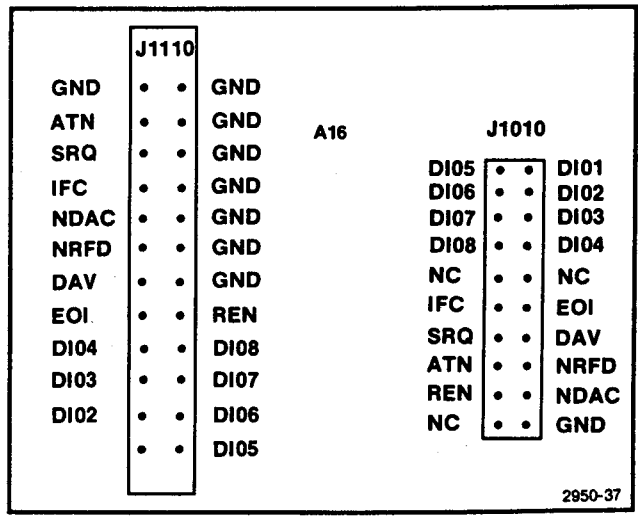 J1110
GND GND
ATN GND
SRQ GND
IFC GND
NDAC GND
NRFD GND
DAV GND
EOI REN
DI04 DI08
DI03 DI07
DI02 DI06
DI05
A16
J1010
DI05 DI01
DI06 DI02
DI07 DI03
DI08 DI04
NC NC
IFC EOI
SRQ DAV
ATN NRFD
REN NDAC
NC GND
2950-37